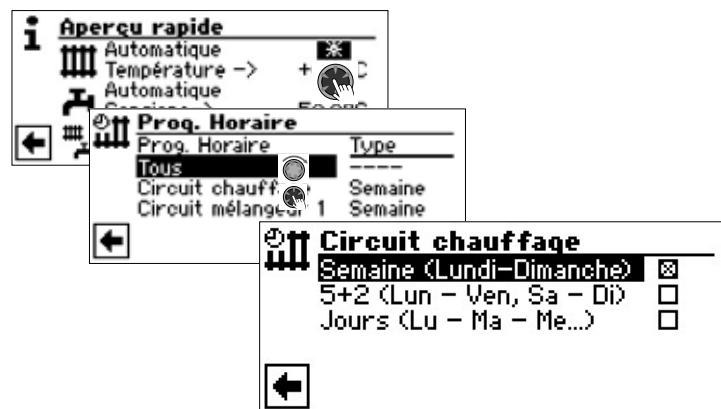 i Aperçu rapide
Automatique
Température -> + C
Automatique
Prog. Horaire
Prog. Horaire Type
Tous ----
Circuit chauff Semaine
Circuit mélangeur 1 Semaine
Circuit chauffage
Semaine (Lundi-Dimanche)
5+2 (Lun - Ven, Sa - Di)
Jours (Lu - Ma - Me...)